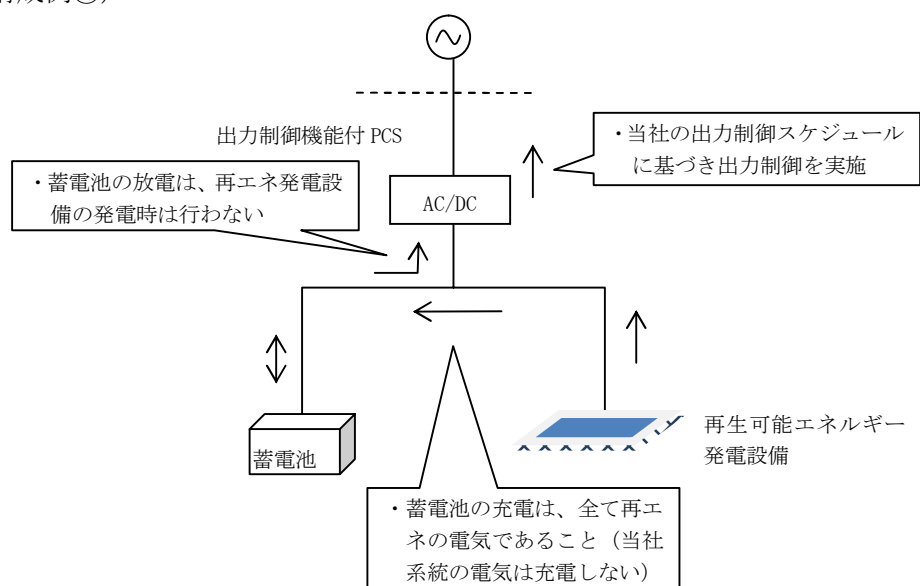 出力制御機能付 PCS
・当社の出力制御スケジュール
に基づき出力制御を実施
・蓄電池の放電は、再エネ発電設
備の発電時は行わない
AC/DC
蓄電池
再生可能エネルギー
発電設備
・蓄電池の充電は、全て再エ
ネの電気であること（当社
系統の電気は充電しない）